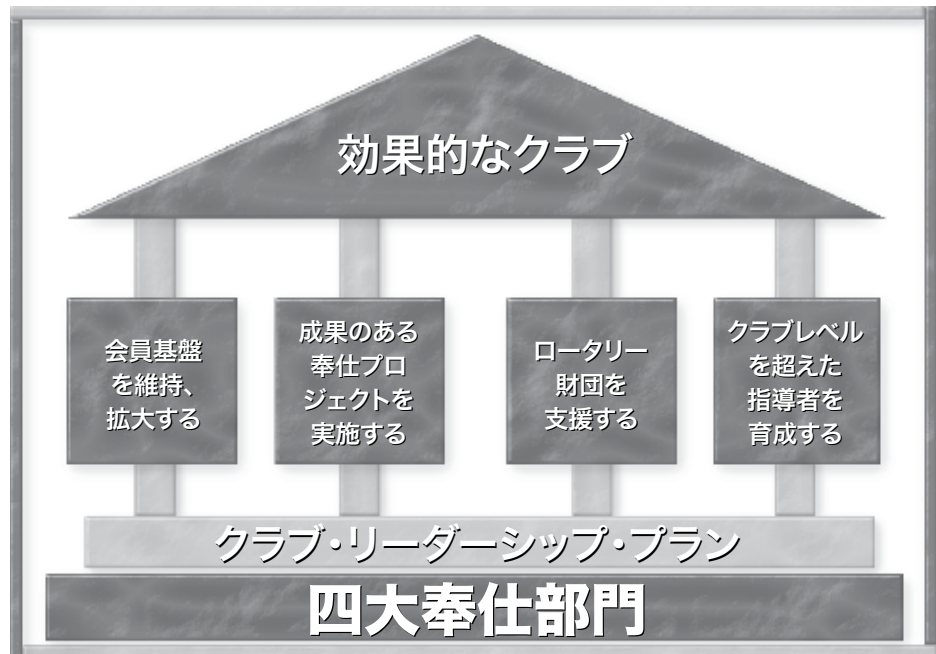 効果的なクラブ
会員基盤
を維持、
拡大する
成果のある
奉仕プロ
ジェクトを
実施する
ロータリー
財団を
支援する
クラブレベル
を超えた
指導者を
育成する
クラブ・リーダーシップ・プラン
四大奉仕部門